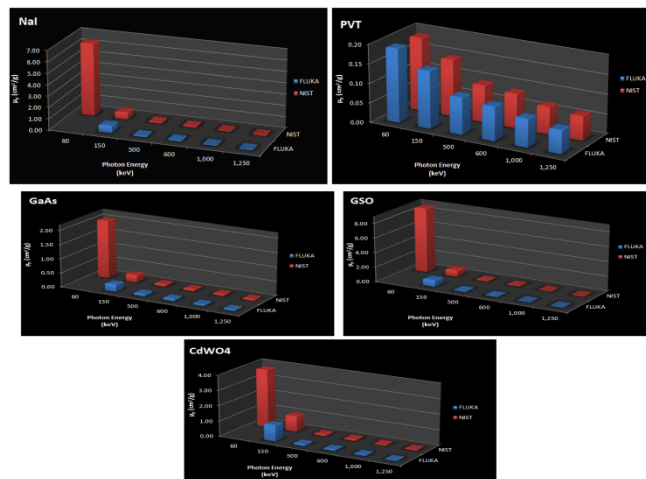 NaI
7.00
6.00
5.00
4.00
3.00
2.00
1.00
0.00
60
150
500
600
1,000
1,250
μᵧ (cm²/g)
Photon Energy
(keV)
FLUKA
NIST
NIST
FLUKA
PVT
0.20
0.15
0.10
0.05
0.00
60
150
500
600
1,000
1,250
μᵧ (cm²/g)
Photon Energy
(keV)
FLUKA
NIST
NIST
FLUKA
GaAs
2.00
1.50
1.00
0.50
0.00
60
150
500
600
1,000
1,250
(cm²/g)
Photon Energy
(keV)
FLUKA
NIST
NIST
FLUKA
GSO
8.00
6.00
4.00
2.00
0.00
60
150
500
600
1,000
1,250
(cm²/g)
Photon Energy
(keV)
FLUKA
NIST
NIST
FLUKA
CdWO4
4.00
3.00
2.00
1.00
0.00
60
150
500
600
1,000
1,250
(cm²/g)
Photon Energy
(keV)
FLUKA
NIST
NIST
FLUKA